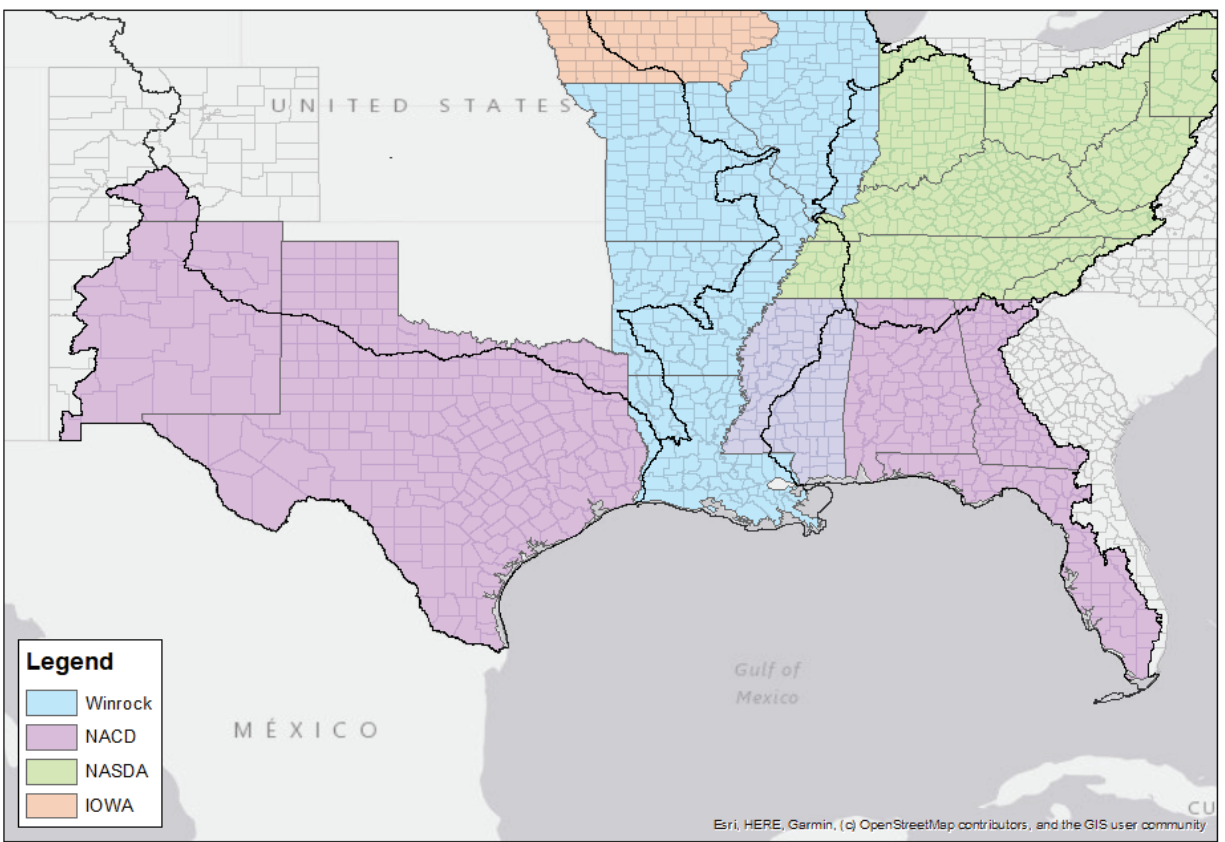 UNITED STATES
Gulf of
Mexico
MÉXICO
CU
Legend
Winrock
NACD
NASDA
IOWA
Esri, HERE, Garmin, (c) OpenStreetMap contributors, and the GIS user community